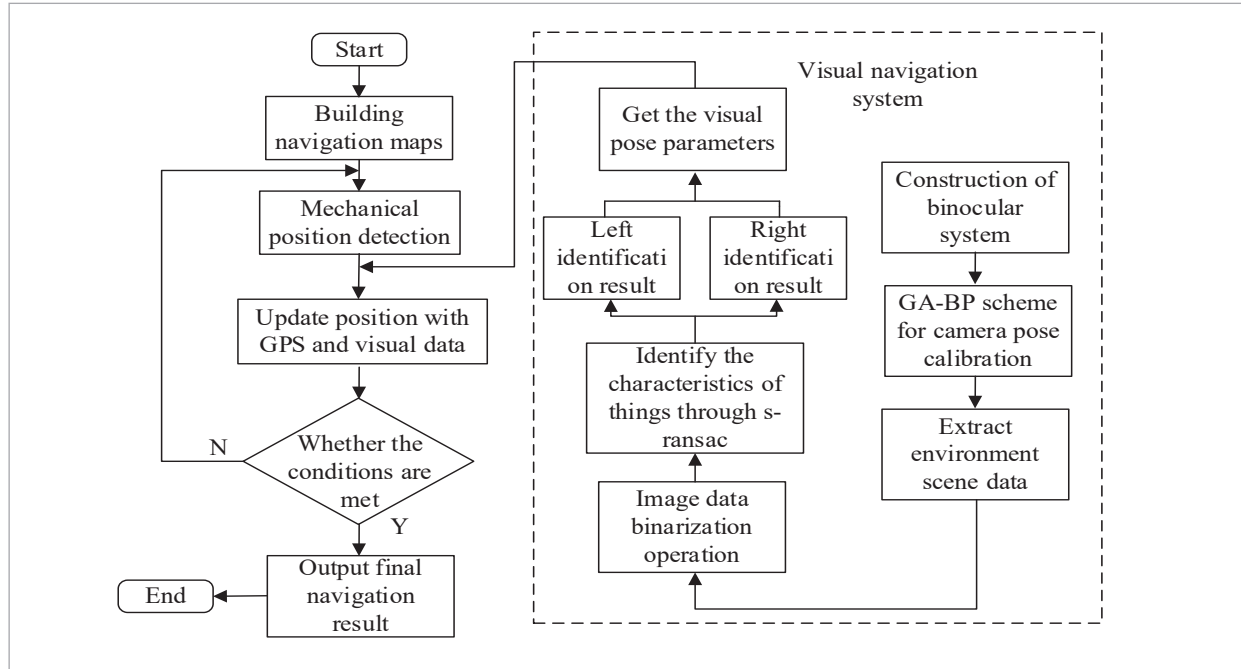 Start
Building
navigation maps
Mechanical
position detection
Update position with
GPS and visual data
Whether the
conditions are
met
N
Y
Output final
navigation
result
End
Visual navigation
system
Get the visual
pose parameters
Left
identificati
on result
Right
identificati
on result
Identify the
characteristics of
things through s-
ransac
Image data
binarization
operation
Construction of
binocular
system
GA-BP scheme
for camera pose
calibration
Extract
environment
scene data